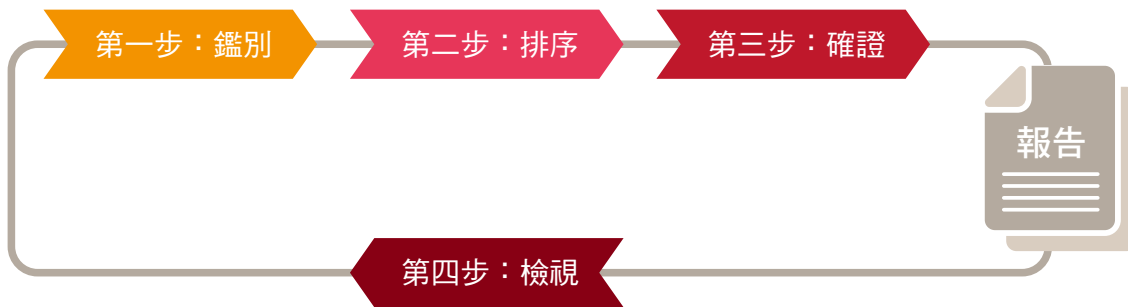 第一步：鑑別
第二步：排序
第三步：確證
報告
第四步：檢視